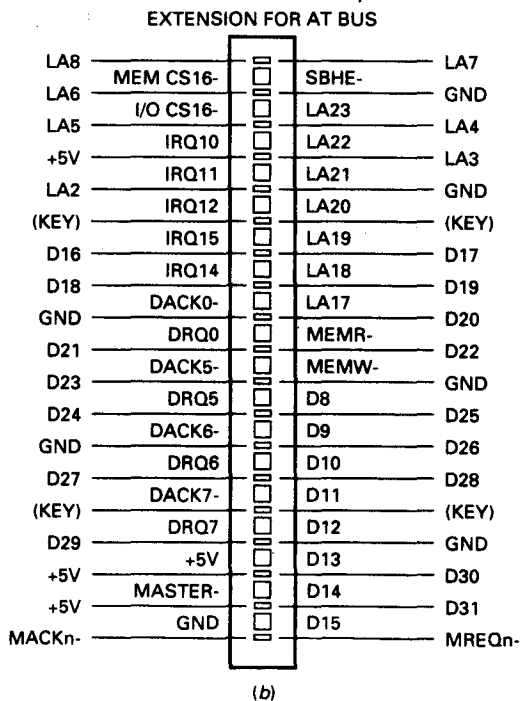 EXTENSION FOR AT BUS
LA8 LA7
MEM CS16- SBHE-
LA6 GND
I/O CS16- LA23
LA5 LA4
IRQ10 LA22
+5V LA3
IRQ11 LA21
LA2 GND
IRQ12 LA20
(KEY) (KEY)
IRQ15 LA19
D16 D17
IRQ14 LA18
D18 D19
DACK0- LA17
GND D20
DRQ0 MEMR-
D21 D22
DACK5- MEMW-
D23 GND
DRQ5 D8
D24 D25
DACK6- D9
GND D26
DRQ6 D10
D27 D28
DACK7- D11
(KEY) (KEY)
DRQ7 D12
D29 GND
+5V D13
+5V D30
MASTER- D14
+5V D31
GND D15
MACKn- MREQn-
(b)